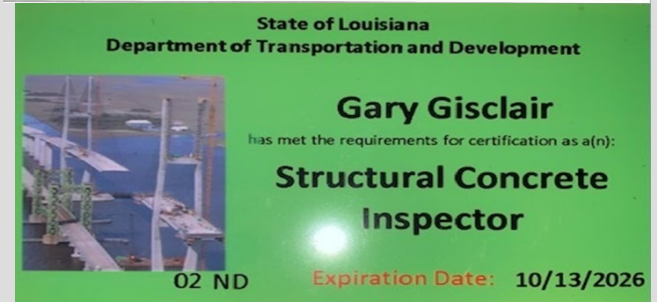 State of Louisiana
Department of Transportation and Development
Gary Gisclair
has met the requirements for certification as a(n):
Structural Concrete
Inspector
02 ND
Expiration Date: 10/13/2026